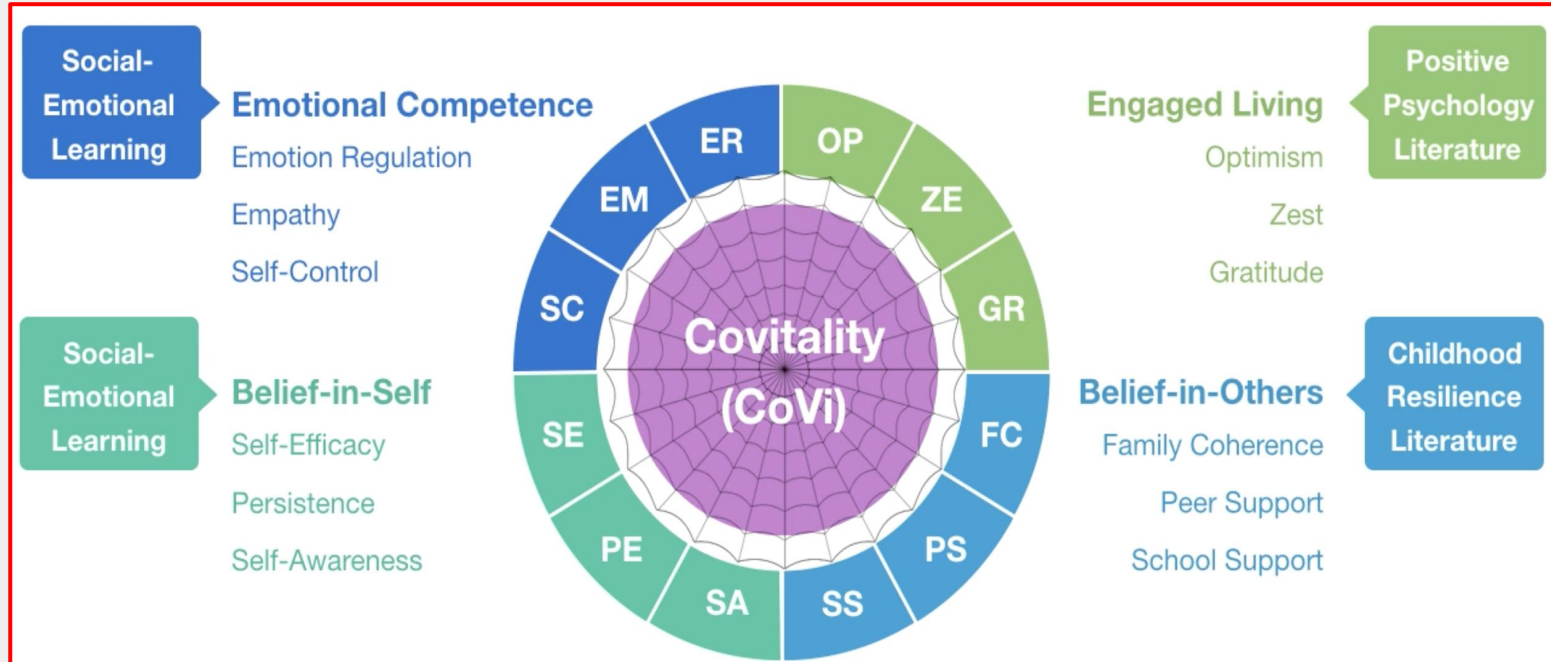 Social-
Emotional
Learning
Emotional Competence
Emotion Regulation
Empathy
Self-Control
Social-
Emotional
Learning
Belief-in-Self
Self-Efficacy
Persistence
Self-Awareness
ER
EM
SC
SE
PE
SA
OP
ZE
GR
FC
PS
SS
Covitality
(CoVi)
Engaged Living
Optimism
Zest
Gratitude
Positive
Psychology
Literature
Belief-in-Others
Family Coherence
Peer Support
School Support
Childhood
Resilience
Literature